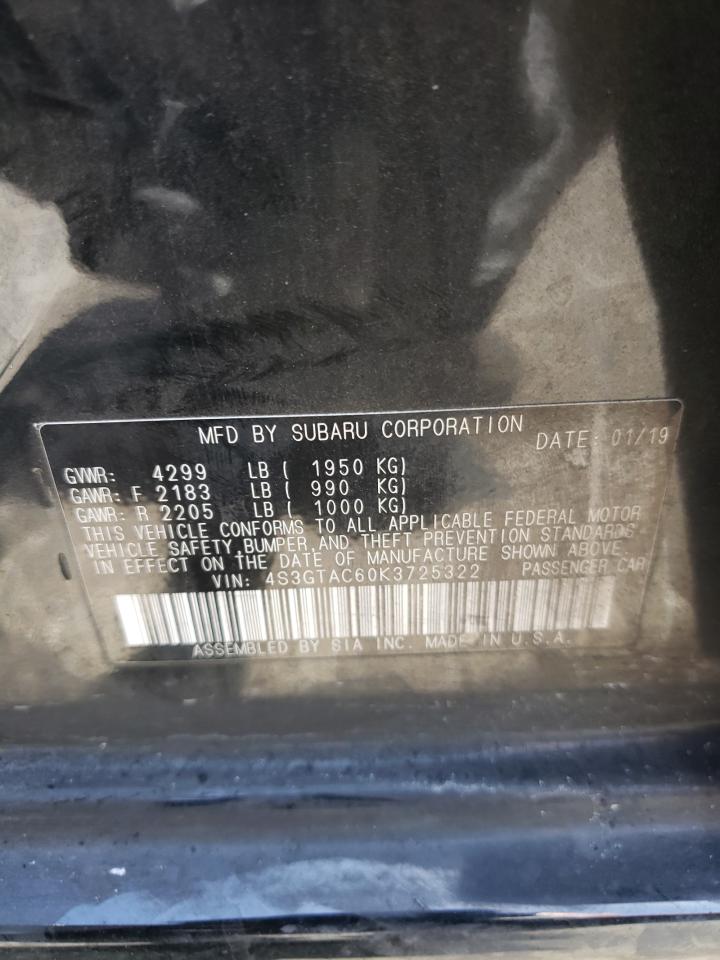 MFD BY SUBARU CORPORATION DATE: 01/19
GVWR: 4299 LB ( 1950 KG)
GAWR: F 2183 LB ( 990 KG)
GAWR: R 2205 LB ( 1000 KG)
THIS VEHICLE CONFORMS TO ALL APPLICABLE FEDERAL MOTOR
VEHICLE SAFETY,BUMPER,AND THEFT PREVENTION STANDARDS
IN EFFECT ON THE DATE OF MANUFACTURE SHOWN ABOVE
VIN: 4S3GTAC60K3725322 PASSENGER CAR
ASSEMBLED BY SIA INC. MADE IN U.S.A.